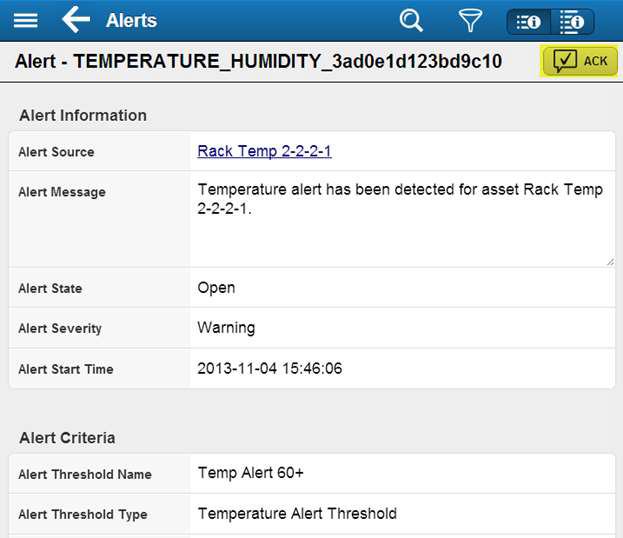 Alerts
Alert - TEMPERATURE_HUMIDITY_3ad0e1d123bd9c10
ACK
Alert Information
Alert Source Rack Temp 2-2-2-1
Alert Message Temperature alert has been detected for asset Rack Temp
2-2-2-1.
Alert State Open
Alert Severity Warning
Alert Start Time 2013-11-04 15:46:06
Alert Criteria
Alert Threshold Name Temp Alert 60+
Alert Threshold Type Temperature Alert Threshold